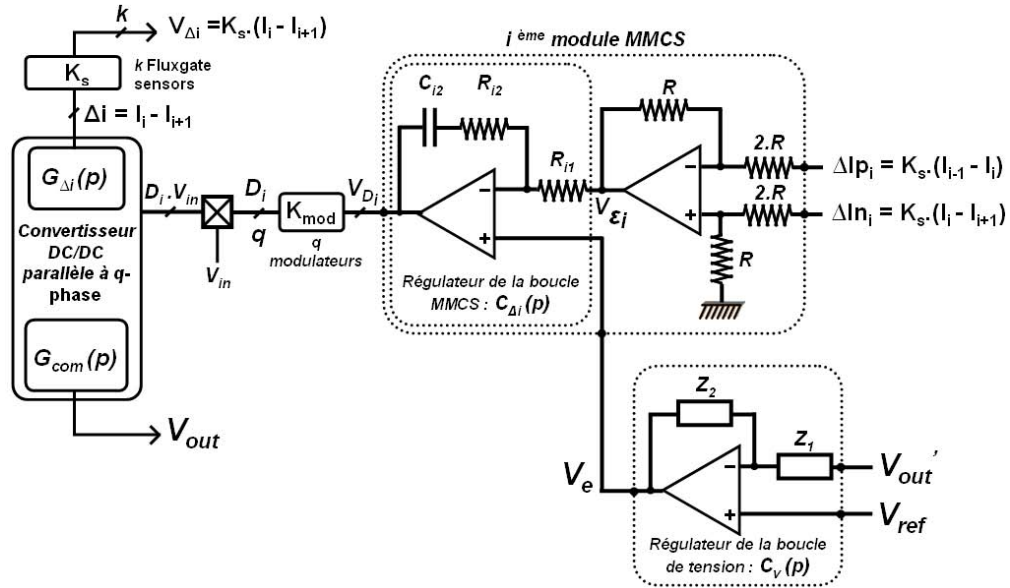 k
V_Δi =K_s.(I_i - I_i+1)
K_s
k Fluxgate
sensors
Δi = I_i - I_i+1
G_Δi(p)
Convertisseur
DC/DC
parallèle à q-
phase
G_com(p)
V_out
D_i.V_in
V_in
D_i
q
K_mod
q
modulateurs
V_Di
i ème module MMCS
C_i2
R_i2
R_i1
-
+
Régulateur de la boucle
MMCS : C_Δi(p)
R
V_εi
-
+
2.R
2.R
R
ΔIp_i = K_s.(I_i-1 - I_i)
ΔIn_i = K_s.(I_i - I_i+1)
Z_2
Z_1
-
+
V_e
V_out'
V_ref
Régulateur de la boucle
de tension : C_v(p)